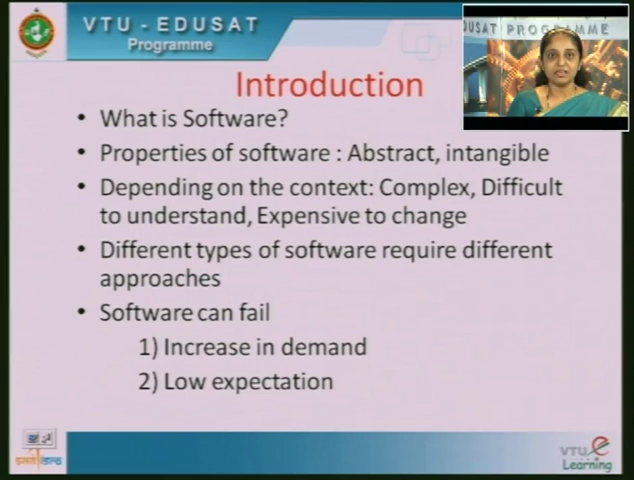 VTU - EDUSAT
Programme
DUSAT PROGRAMME
Introduction
• What is Software?
• Properties of software : Abstract, intangible
• Depending on the context: Complex, Difficult
to understand, Expensive to change
• Different types of software require different
approaches
• Software can fail
1) Increase in demand
2) Low expectation
VTU e
Learning